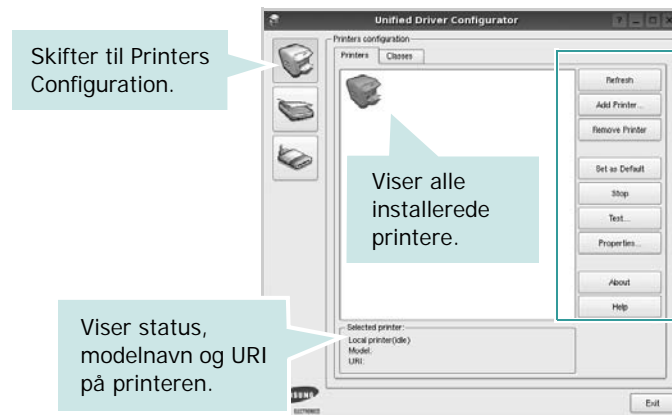 Unified Driver Configurator
Skifter til Printers
Configuration.
Printers configuration
Printers
Classes
Refresh
Add Printer...
Remove Printer
Set as Default
Stop
Test...
Properties...
About
Help
Viser alle
installerede
printere.
Viser status,
modelnavn og URI
på printeren.
Selected printer:
Local printer(idle)
Model:
URI:
ELECTRONICS
Exit